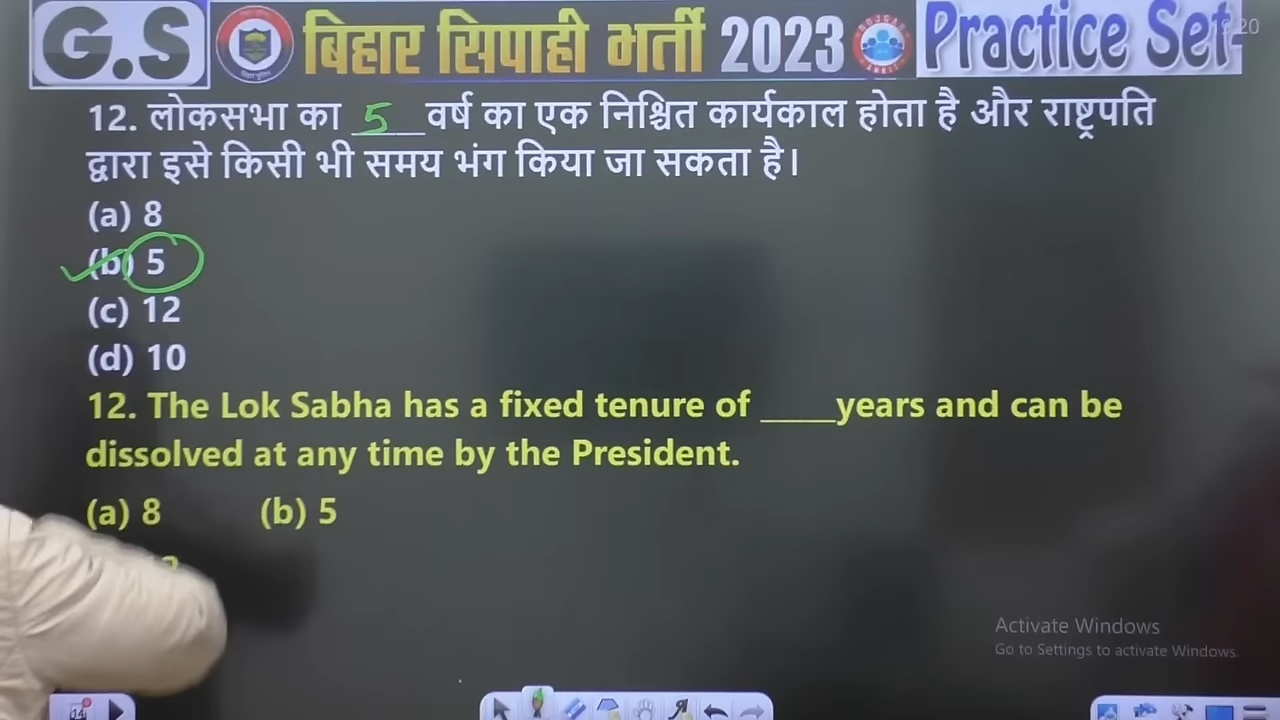 G.S बिहार सिपाही भर्ती 2023 Practice Set-
12. लोकसभा का 5 वर्ष का एक निश्चित कार्यकाल होता है और राष्ट्रपति
द्वारा इसे किसी भी समय भंग किया जा सकता है।
(a) 8
(b) 5
(c) 12
(d) 10
12. The Lok Sabha has a fixed tenure of ____years and can be
dissolved at any time by the President.
(a) 8 (b) 5
Activate Windows
Go to Settings to activate Windows.